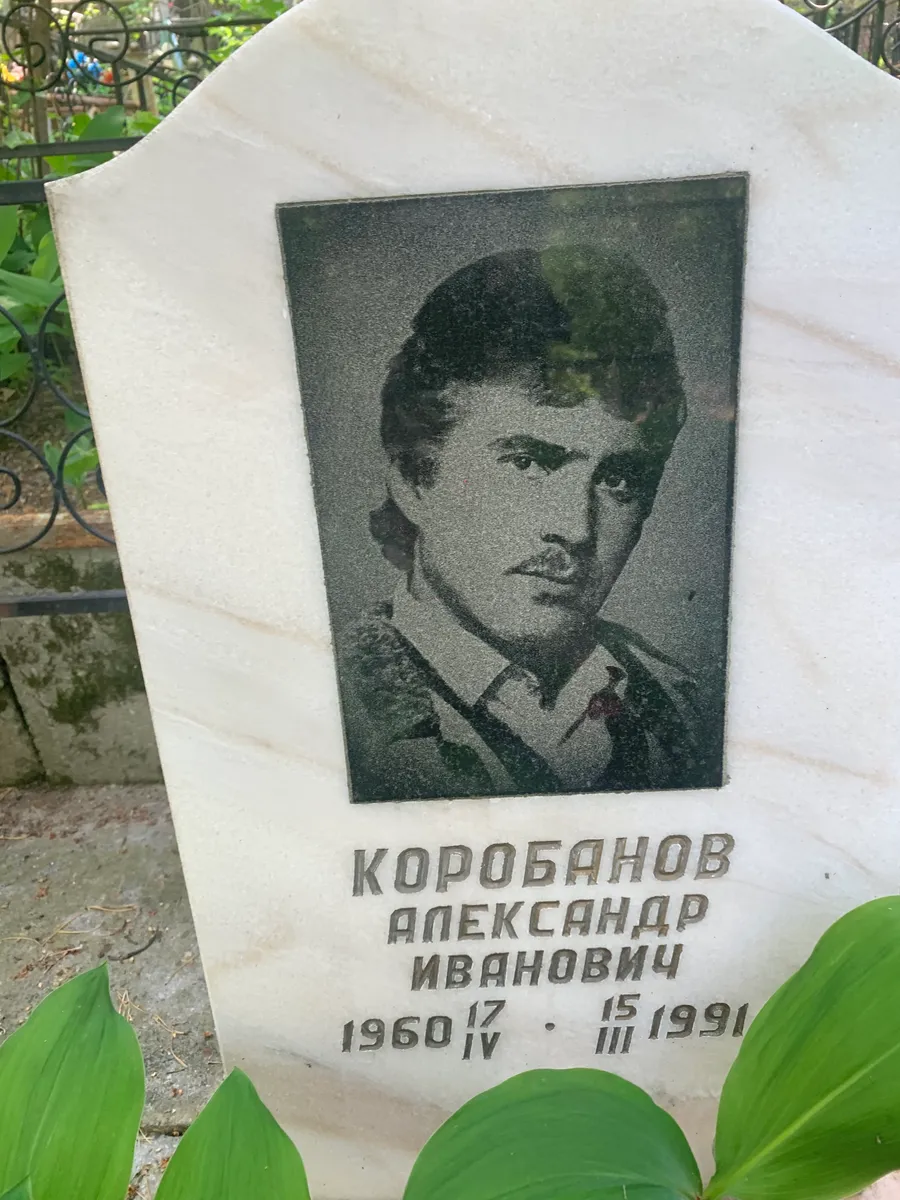 КОРОБАНОВ
АЛЕКСАНДР
ИВАНОВИЧ
1960 17/IV · 15/III 1991